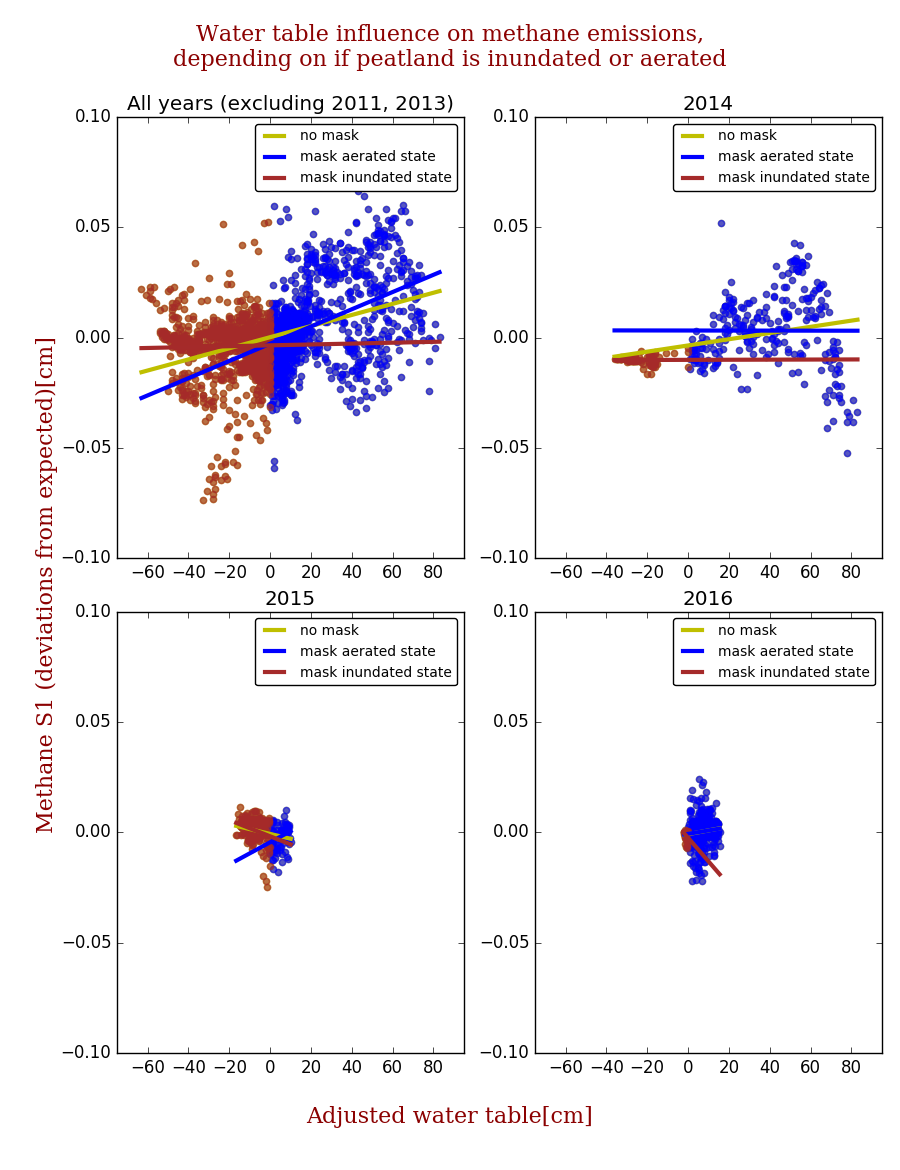 Water table influence on methane emissions,
depending on if peatland is inundated or aerated
All years (excluding 2011, 2013)
0.10
0.05
0.00
−0.05
−0.10
−60 −40 −20 0 20 40 60 80
no mask
mask aerated state
mask inundated state
2014
0.10
0.05
0.00
−0.05
−0.10
−60 −40 −20 0 20 40 60 80
no mask
mask aerated state
mask inundated state
2015
0.10
0.05
0.00
−0.05
−0.10
−60 −40 −20 0 20 40 60 80
no mask
mask aerated state
mask inundated state
2016
0.10
0.05
0.00
−0.05
−0.10
−60 −40 −20 0 20 40 60 80
no mask
mask aerated state
mask inundated state
Methane S1 (deviations from expected)[cm]
Adjusted water table[cm]